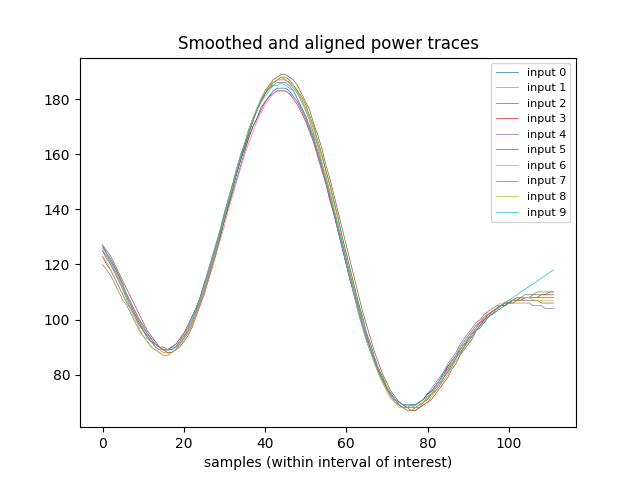 Smoothed and aligned power traces
input 0
input 1
input 2
input 3
input 4
input 5
input 6
input 7
input 8
input 9
180
160
140
120
100
80
0 20 40 60 80 100
samples (within interval of interest)